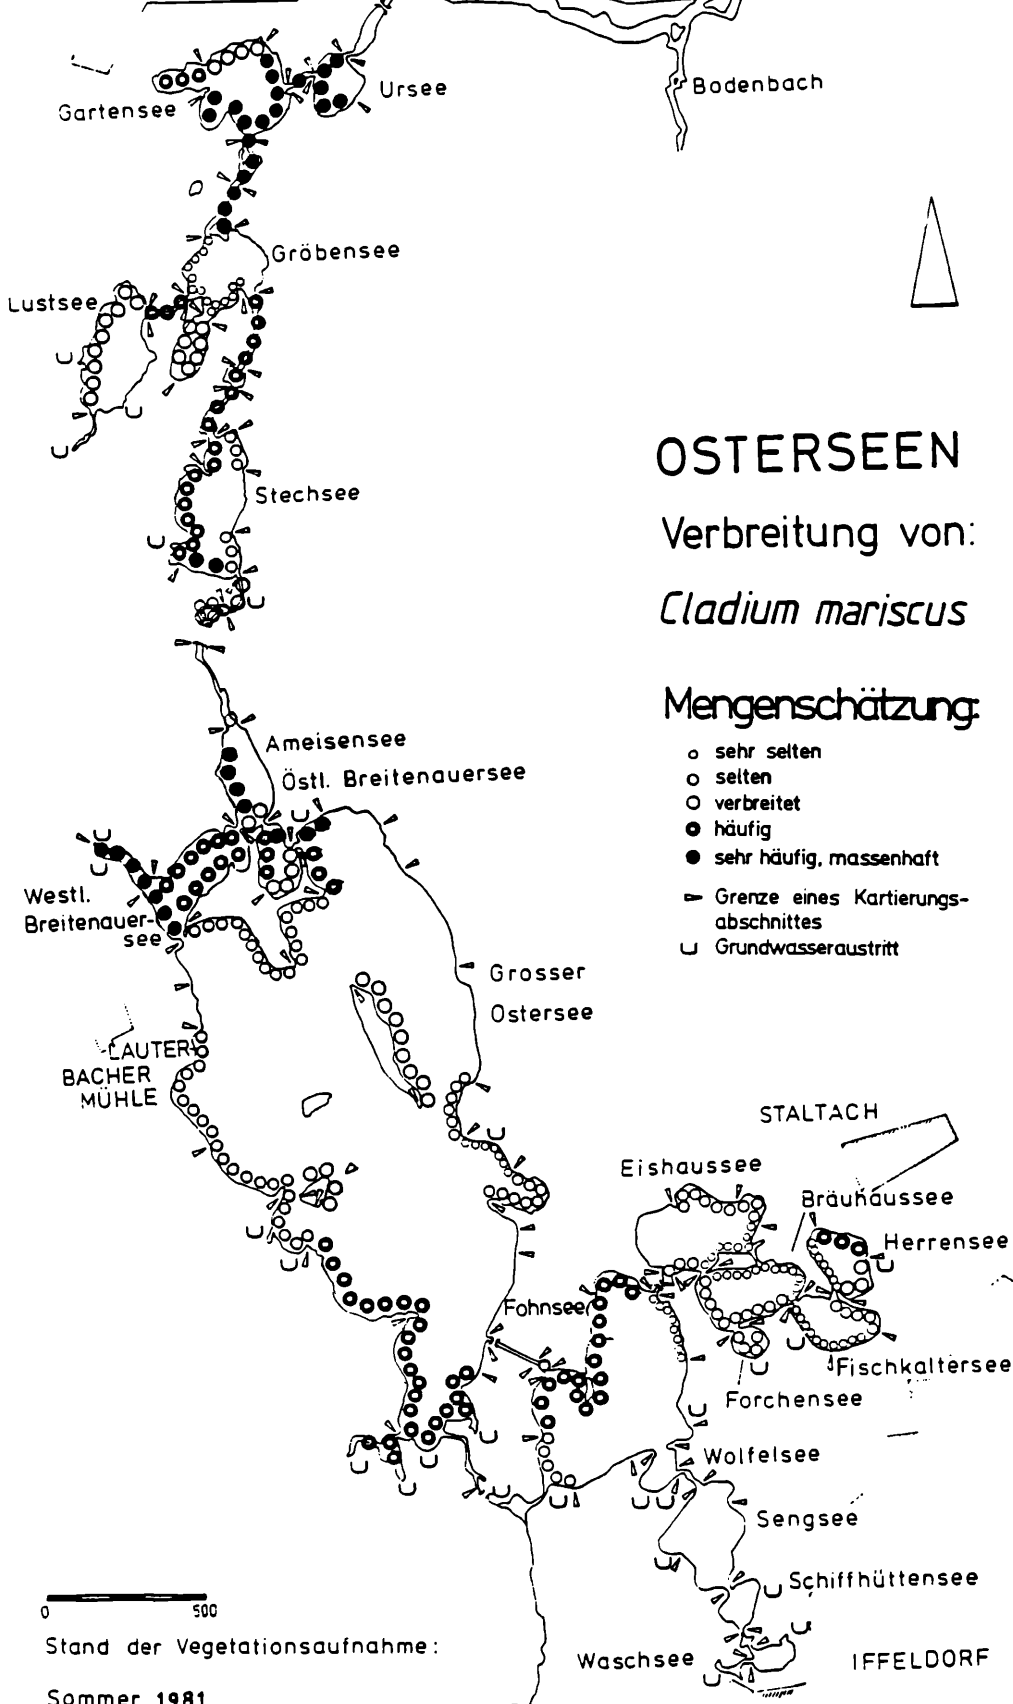 Ursee
Bodenbach
Gartensee
Gröbensee
Lustsee
OSTERSEEN
Verbreitung von:
Cladium mariscus
Stechsee
Mengenschätzung:
sehr selten
selten
verbreitet
häufig
sehr häufig, massenhaft
Grenze eines Kartierungs-
abschnittes
Grundwasseraustritt
Ameisensee
Östl. Breitenauersee
Westl.
Breitenauer-
see
Grosser
Ostersee
LAUTER-
BACHER
MÜHLE
STALTACH
Eishaussee
Bräuhaussee
Herrensee
Fohnsee
Fischkaltersee
Forchensee
Wolfelsee
Sengsee
Schiffhüttensee
Waschsee
IFFELDORF
0 500
Stand der Vegetationsaufnahme:
Sommer 1981